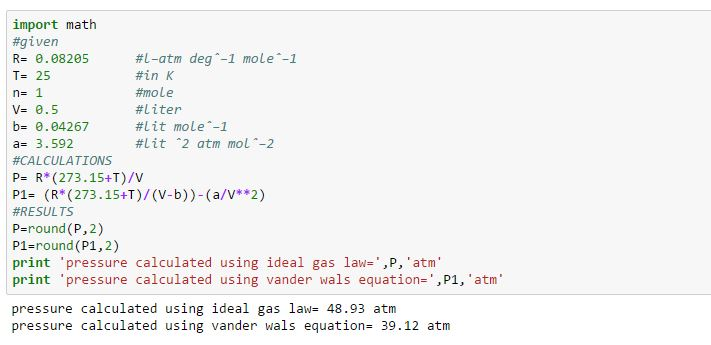 import math
#given
R= 0.08205 #l-atm deg^-1 mole^-1
T= 25 #in K
n= 1 #mole
V= 0.5 #liter
b= 0.04267 #lit mole^-1
a= 3.592 #lit ^2 atm mol^-2
#CALCULATIONS
P= R*(273.15+T)/V
P1= (R*(273.15+T)/(V-b))-(a/V**2)
#RESULTS
P=round(P,2)
P1=round(P1,2)
print 'pressure calculated using ideal gas law=',P,'atm'
print 'pressure calculated using vander wals equation=',P1,'atm'
pressure calculated using ideal gas law= 48.93 atm
pressure calculated using vander wals equation= 39.12 atm